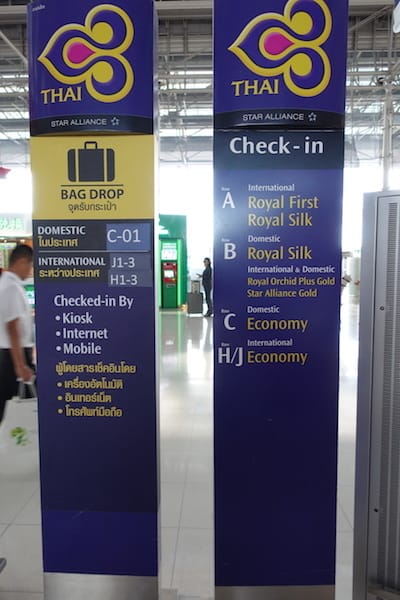 THAI
STAR ALLIANCE
BAG DROP
จุดรับกระเป๋า
DOMESTIC
ในประเทศ
C-01
INTERNATIONAL
ระหว่างประเทศ
J1-3
H1-3
Checked-in By
• Kiosk
• Internet
• Mobile
ผู้โดยสารเช็คอินโดย
• เครื่องอัตโนมัติ
• อินเทอร์เน็ต
• โทรศัพท์มือถือ
THAI
STAR ALLIANCE
Check-in
Row
A
International
Royal First
Royal Silk
Row
B
Domestic
Royal Silk
International & Domestic
Royal Orchid Plus Gold
Star Alliance Gold
Row
C
Domestic
Economy
Row
H/J
International
Economy